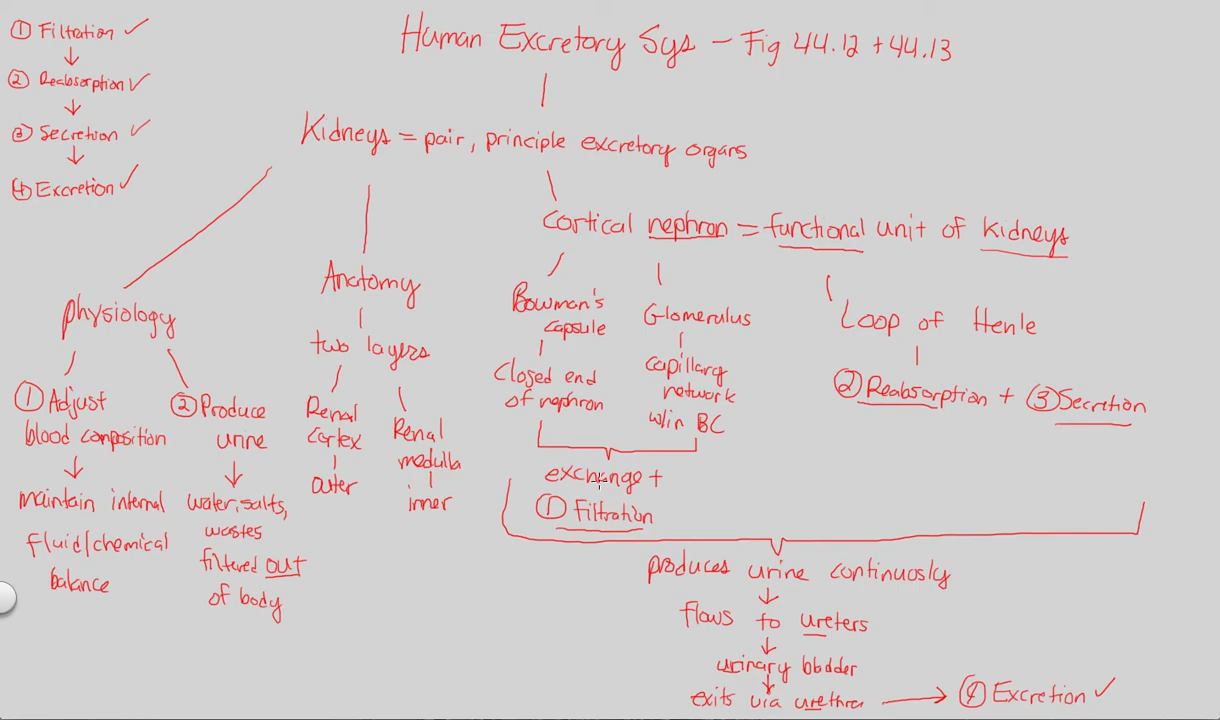 ① Filtration ✓
↓
② Reabsorption ✓
↓
③ Secretion ✓
↓
④ Excretion ✓
Human Excretory Sys – Fig 44.12 + 44.13
Kidneys = pair, principle excretory organs
Physiology
① Adjust
blood composition
↓
maintain internal
fluid/chemical
balance
② Produce
urine
↓
water, salts,
wastes
filtered out
of body
Anatomy
two layers
Renal
cortex
outer
Renal
medulla
inner
Cortical nephron = functional unit of kidneys
Bowman's
capsule
Closed end
of nephron
Glomerulus
capillary
network
w/in BC
exchange +
① Filtration
Loop of Henle
② Reabsorption + ③ Secretion
produces urine continuosly
↓
flows to ureters
↓
urinary bladder
↓
exits via urethra → ④ Excretion ✓